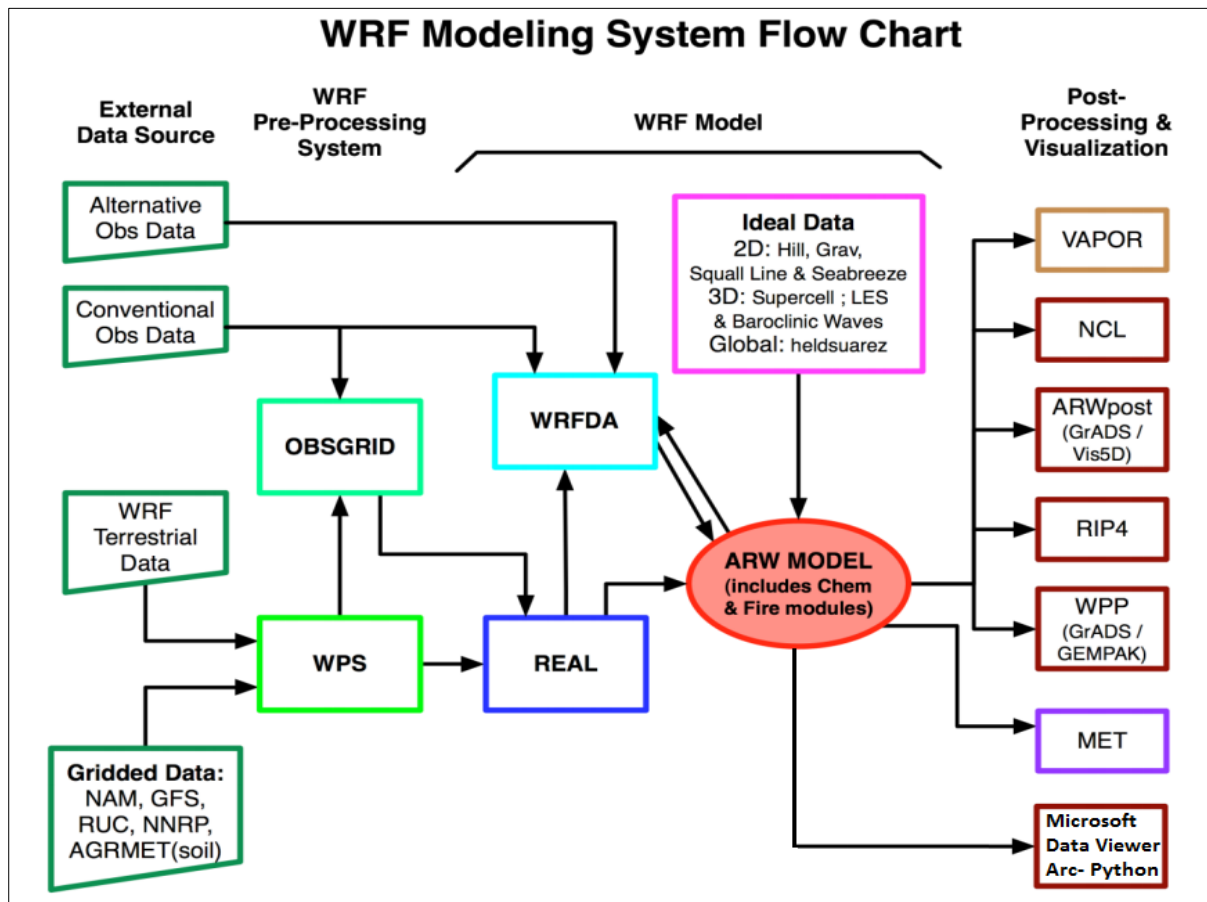 WRF Modeling System Flow Chart
External
Data Source
WRF
Pre-Processing
System
WRF Model
Post-
Processing &
Visualization
Alternative
Obs Data
Conventional
Obs Data
WRF
Terrestrial
Data
Gridded Data:
NAM, GFS,
RUC, NNRP,
AGRMET(soil)
OBSGRID
WPS
WRFDA
REAL
Ideal Data
2D: Hill, Grav,
Squall Line & Seabreeze
3D: Supercell ; LES
& Baroclinic Waves
Global: heldsuarez
ARW MODEL
(includes Chem
& Fire modules)
VAPOR
NCL
ARWpost
(GrADS /
Vis5D)
RIP4
WPP
(GrADS /
GEMPAK)
MET
Microsoft
Data Viewer
Arc- Python